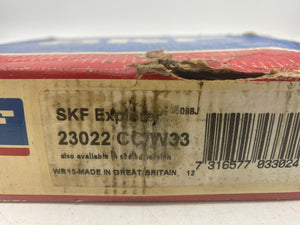 098J
SKF Explorer
23022 CC/W33
also available in sealed version
WR15-MADE IN GREAT BRITAIN 12
7 316577 033024